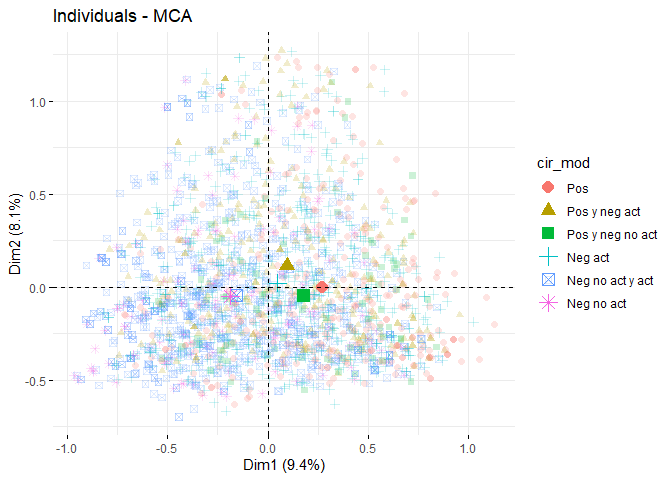 Individuals - MCA
1.0
0.5
0.0
-0.5
Dim2 (8.1%)
-1.0
-0.5
0.0
0.5
1.0
Dim1 (9.4%)
cir_mod
Pos
Pos y neg act
Pos y neg no act
Neg act
Neg no act y act
Neg no act